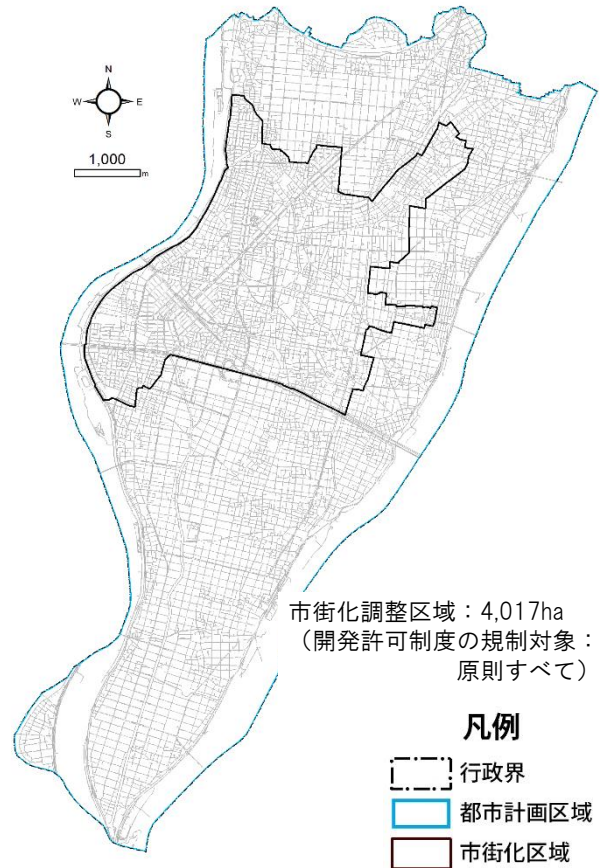 N
W E
S
1,000
m
市街化調整区域：4,017ha
（開発許可制度の規制対象：
原則すべて）
凡例
行政界
都市計画区域
市街化区域